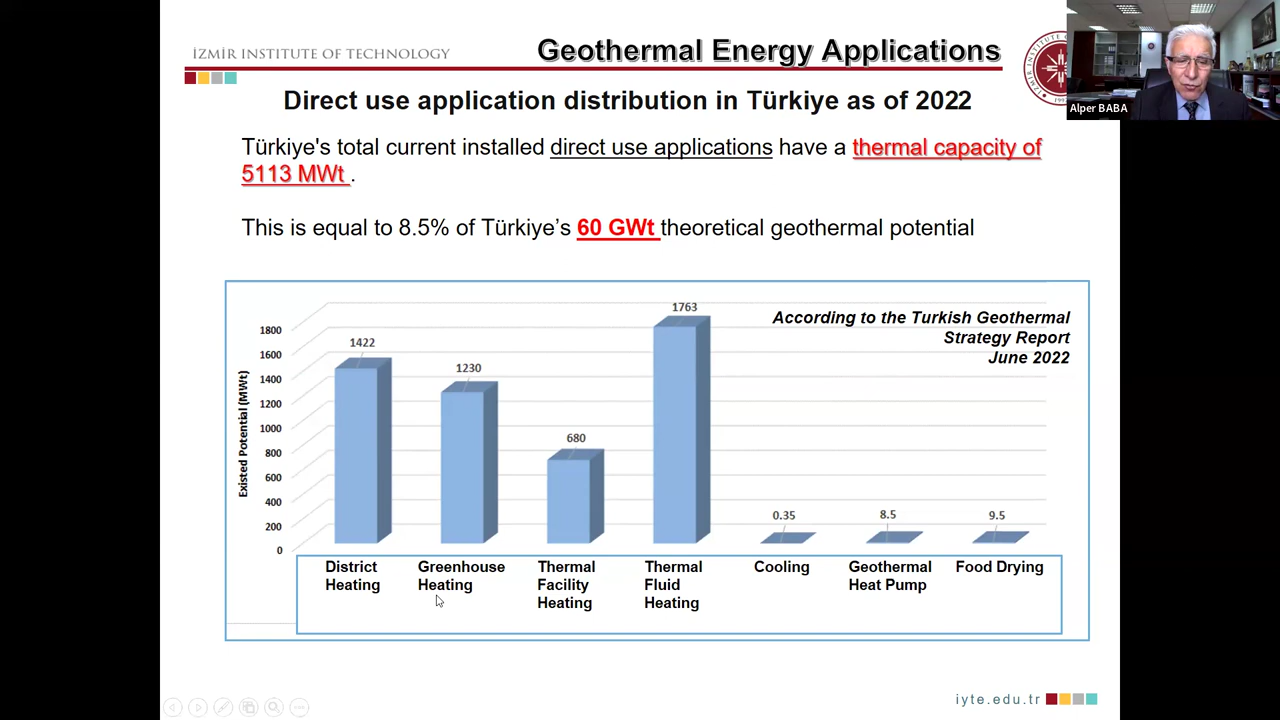 İZMİR INSTITUTE OF TECHNOLOGY
Geothermal Energy Applications
Alper BABA
Direct use application distribution in Türkiye as of 2022
Türkiye's total current installed direct use applications have a thermal capacity of
5113 MWt .
This is equal to 8.5% of Türkiye’s 60 GWt theoretical geothermal potential
According to the Turkish Geothermal
Strategy Report
June 2022
Existed Potential (MWt)
1800
1600
1400
1200
1000
800
600
400
200
0
1422
1230
680
1763
0.35
8.5
9.5
District
Heating
Greenhouse
Heating
Thermal
Facility
Heating
Thermal
Fluid
Heating
Cooling
Geothermal
Heat Pump
Food Drying
iyte.edu.tr